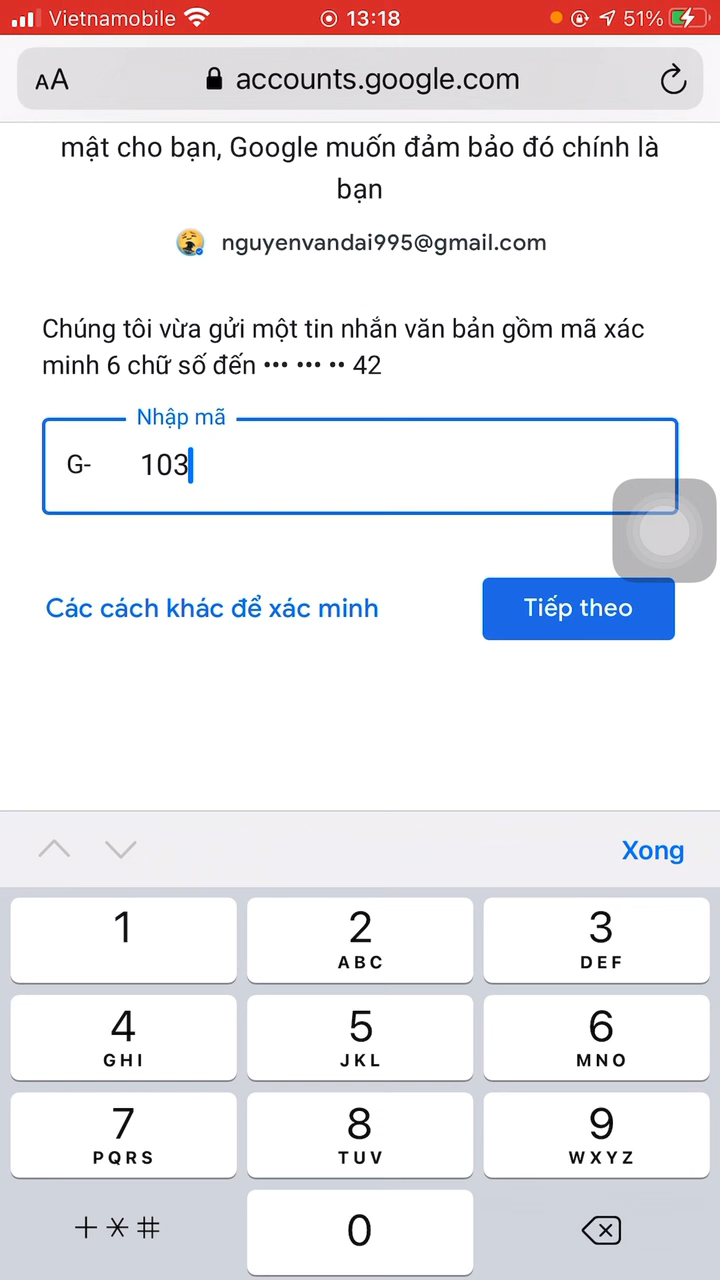 Vietnamobile 13:18 51%
AA accounts.google.com
mật cho bạn, Google muốn đảm bảo đó chính là
bạn
nguyenvandai995@gmail.com
Chúng tôi vừa gửi một tin nhắn văn bản gồm mã xác
minh 6 chữ số đến ••• ••• •• 42
Nhập mã
G- 103
Các cách khác để xác minh Tiếp theo
Xong
1 2 3
ABC DEF
4 5 6
GHI JKL MNO
7 8 9
PQRS TUV WXYZ
+ * # 0